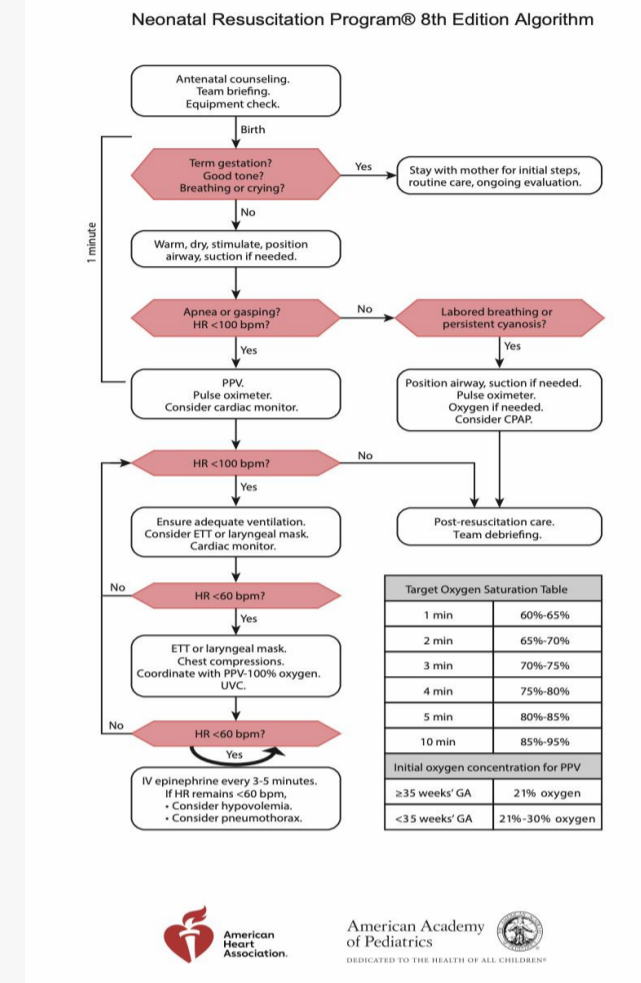 Neonatal Resuscitation Program® 8th Edition Algorithm
Antenatal counseling.
Team briefing.
Equipment check.
Birth
1 minute
Term gestation?
Good tone?
Breathing or crying?
Yes
Stay with mother for initial steps,
routine care, ongoing evaluation.
No
Warm, dry, stimulate, position
airway, suction if needed.
Apnea or gasping?
HR <100 bpm?
No
Labored breathing or
persistent cyanosis?
Yes
Yes
PPV.
Pulse oximeter.
Consider cardiac monitor.
Position airway, suction if needed.
Pulse oximeter.
Oxygen if needed.
Consider CPAP.
HR <100 bpm?
No
Yes
Ensure adequate ventilation.
Consider ETT or laryngeal mask.
Cardiac monitor.
Post-resuscitation care.
Team debriefing.
HR <60 bpm?
No
Yes
ETT or laryngeal mask.
Chest compressions.
Coordinate with PPV-100% oxygen.
UVC.
HR <60 bpm?
No
Yes
IV epinephrine every 3-5 minutes.
If HR remains <60 bpm,
• Consider hypovolemia.
• Consider pneumothorax.
Target Oxygen Saturation Table
1 min 60%-65%
2 min 65%-70%
3 min 70%-75%
4 min 75%-80%
5 min 80%-85%
10 min 85%-95%
Initial oxygen concentration for PPV
≥35 weeks' GA 21% oxygen
<35 weeks' GA 21%-30% oxygen
American
Heart
Association.
American Academy
of Pediatrics
DEDICATED TO THE HEALTH OF ALL CHILDREN®